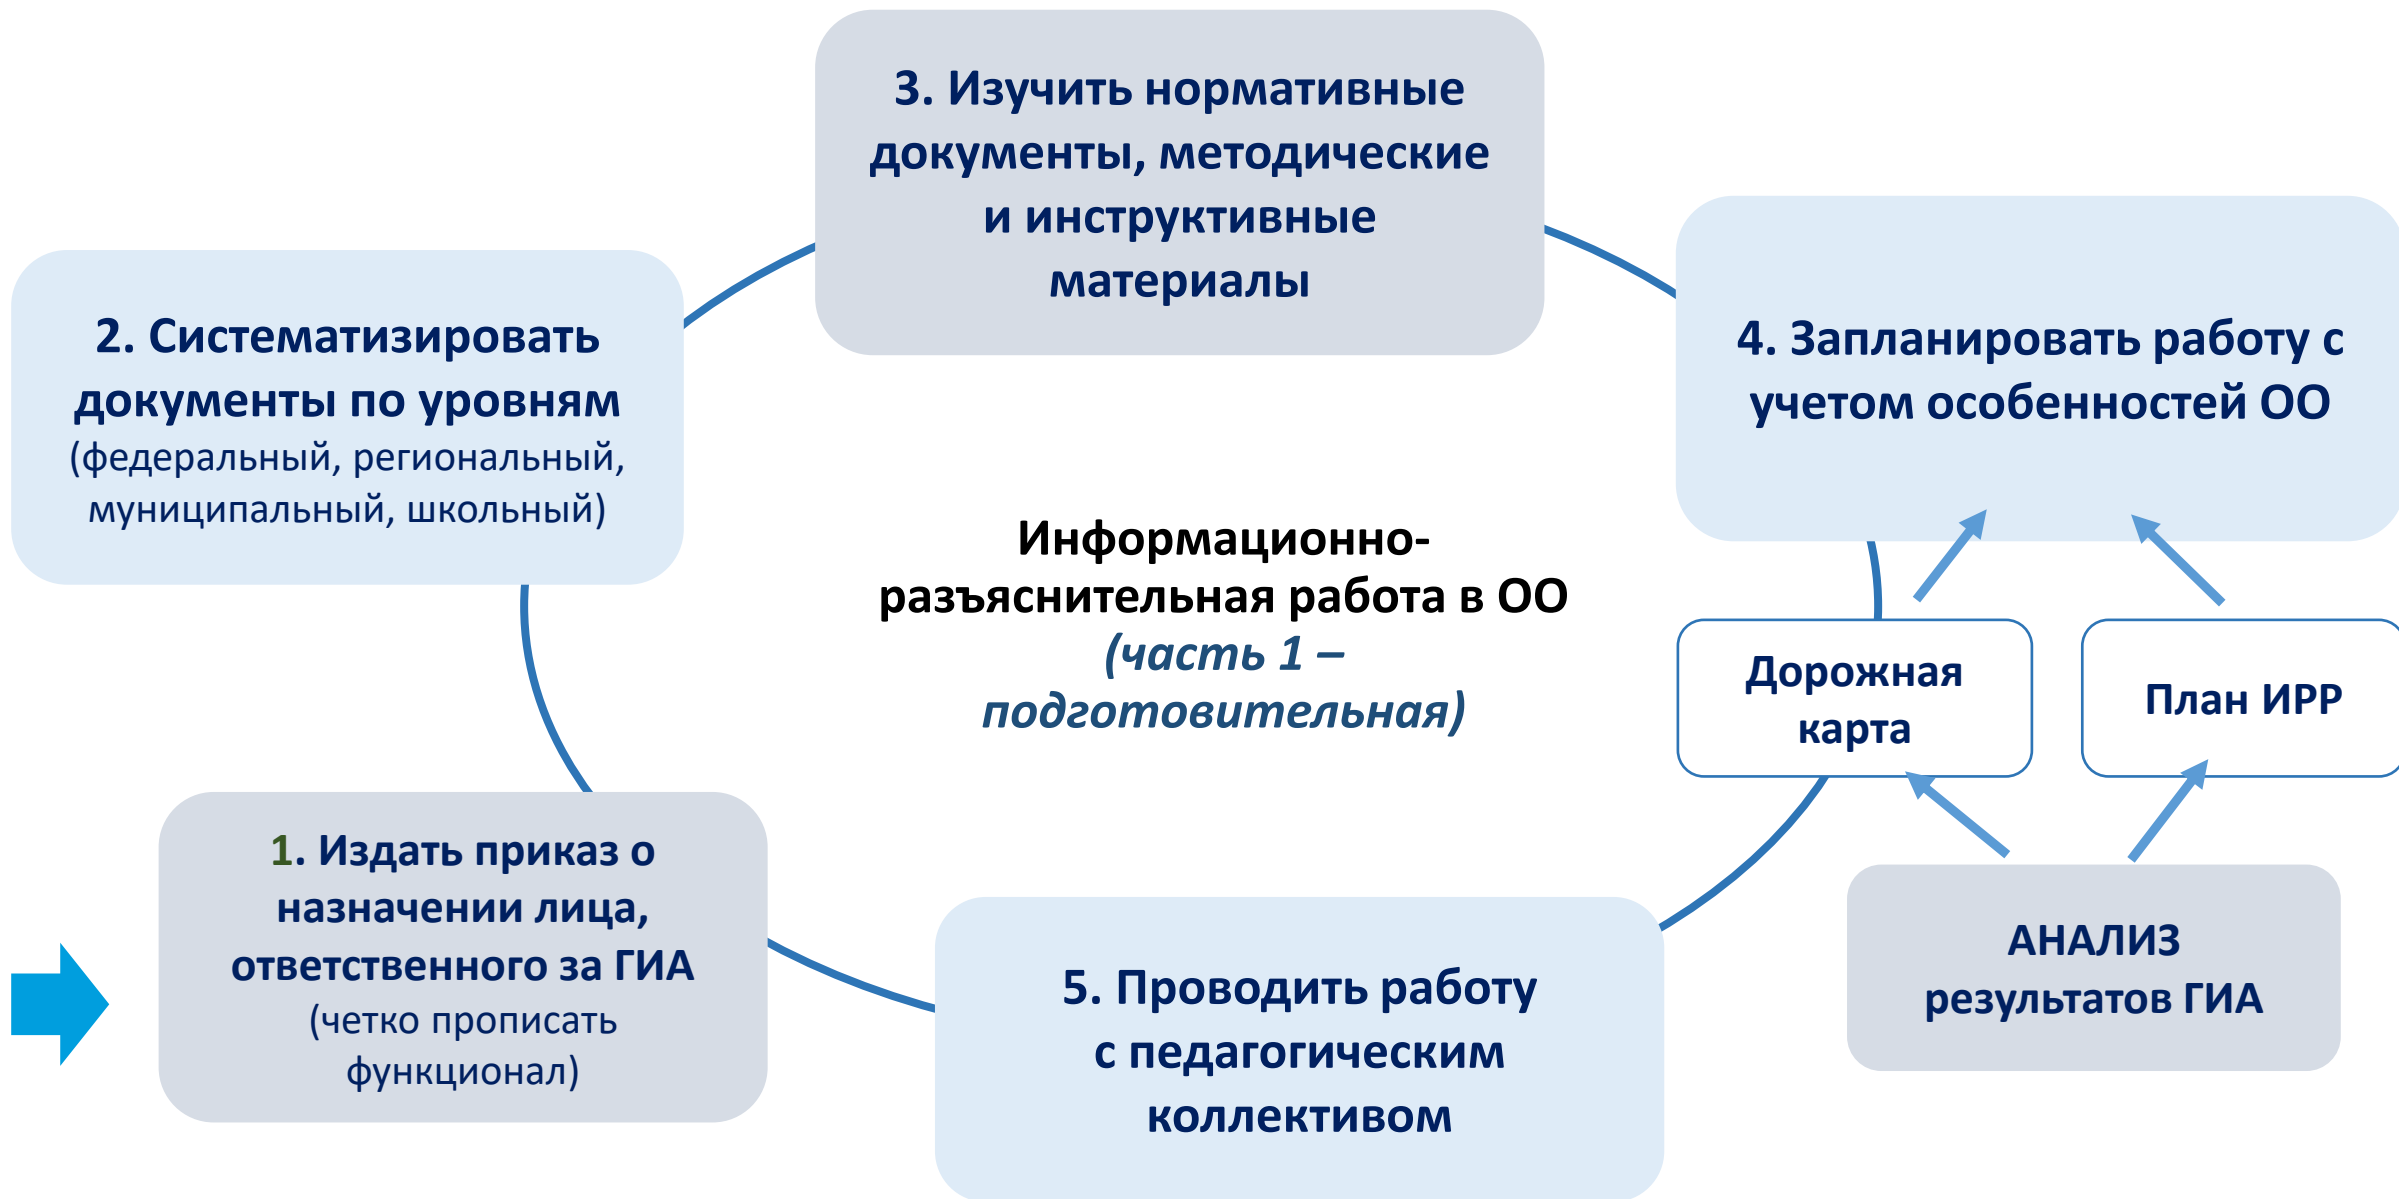 3. Изучить нормативные
документы, методические
и инструктивные
материалы
2. Систематизировать
документы по уровням
(федеральный, региональный,
муниципальный, школьный)
4. Запланировать работу с
учетом особенностей ОО
Информационно-
разъяснительная работа в ОО
(часть 1 –
подготовительная)
Дорожная
карта
План ИРР
1. Издать приказ о
назначении лица,
ответственного за ГИА
(четко прописать
функционал)
5. Проводить работу
с педагогическим
коллективом
АНАЛИЗ
результатов ГИА